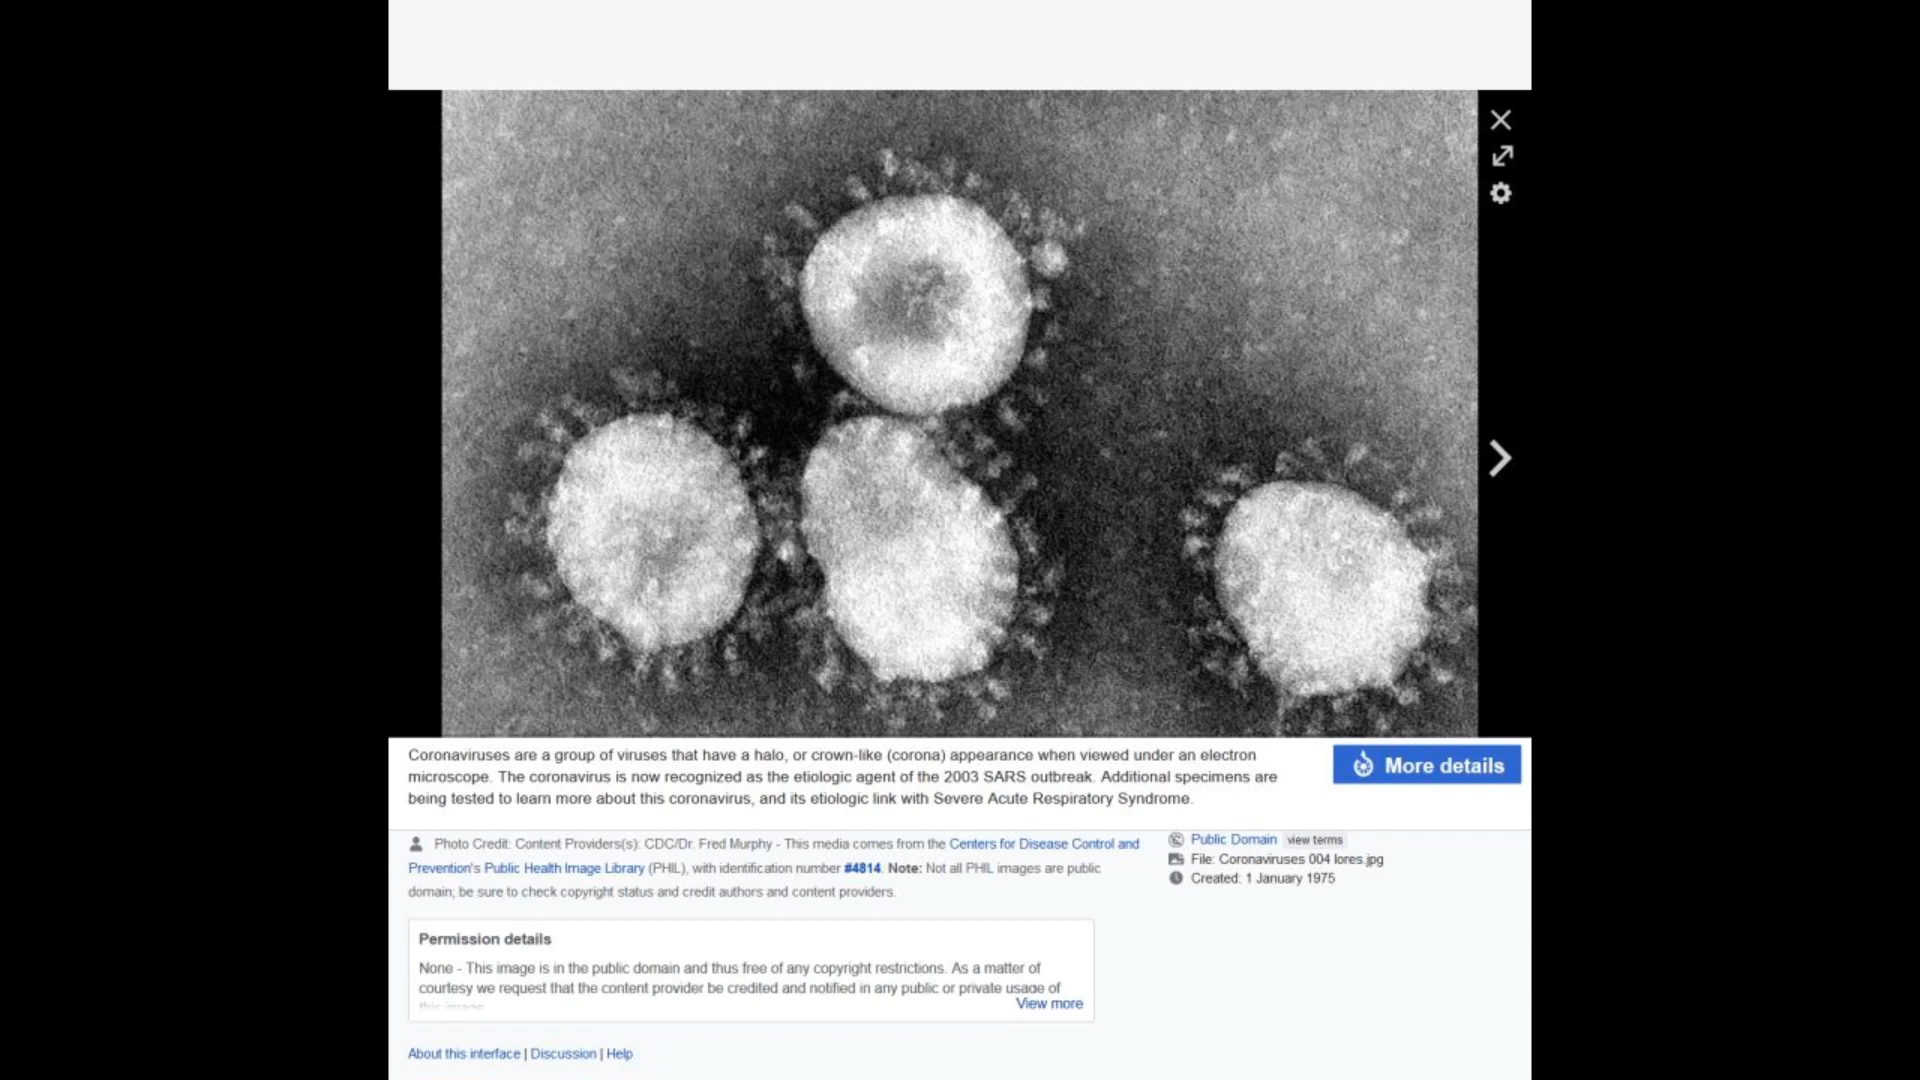 Coronaviruses are a group of viruses that have a halo, or crown-like (corona) appearance when viewed under an electron
microscope. The coronavirus is now recognized as the etiologic agent of the 2003 SARS outbreak. Additional specimens are
being tested to learn more about this coronavirus, and its etiologic link with Severe Acute Respiratory Syndrome.
More details
Photo Credit: Content Providers(s): CDC/Dr. Fred Murphy - This media comes from the Centers for Disease Control and
Prevention's Public Health Image Library (PHIL), with identification number #4814. Note: Not all PHIL images are public
domain; be sure to check copyright status and credit authors and content providers.
Public Domain view terms
File: Coronaviruses 004 lores.jpg
Created: 1 January 1975
Permission details
None - This image is in the public domain and thus free of any copyright restrictions. As a matter of
courtesy we request that the content provider be credited and notified in any public or private usage of
this image.
View more
About this interface | Discussion | Help